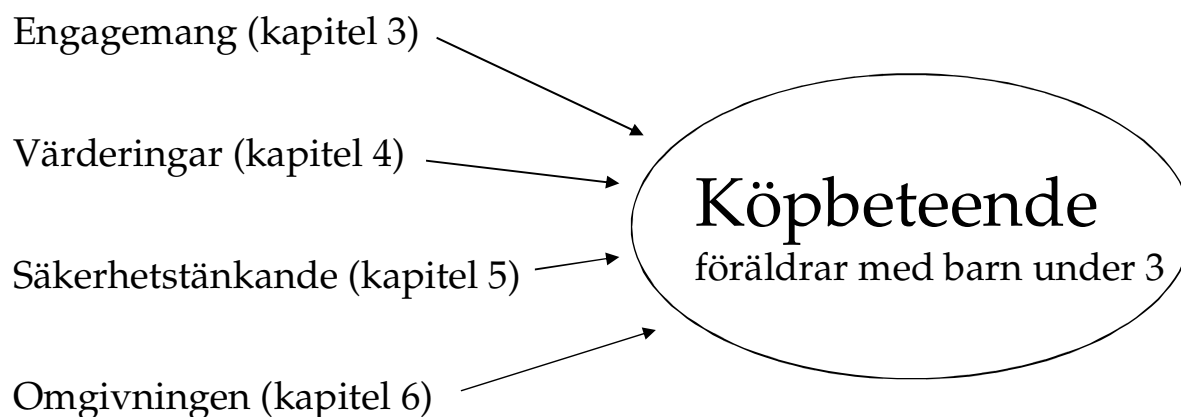 Engagemang (kapitel 3)
Värderingar (kapitel 4)
Säkerhetstänkande (kapitel 5)
Omgivningen (kapitel 6)
Köpbeteende
föräldrar med barn under 3